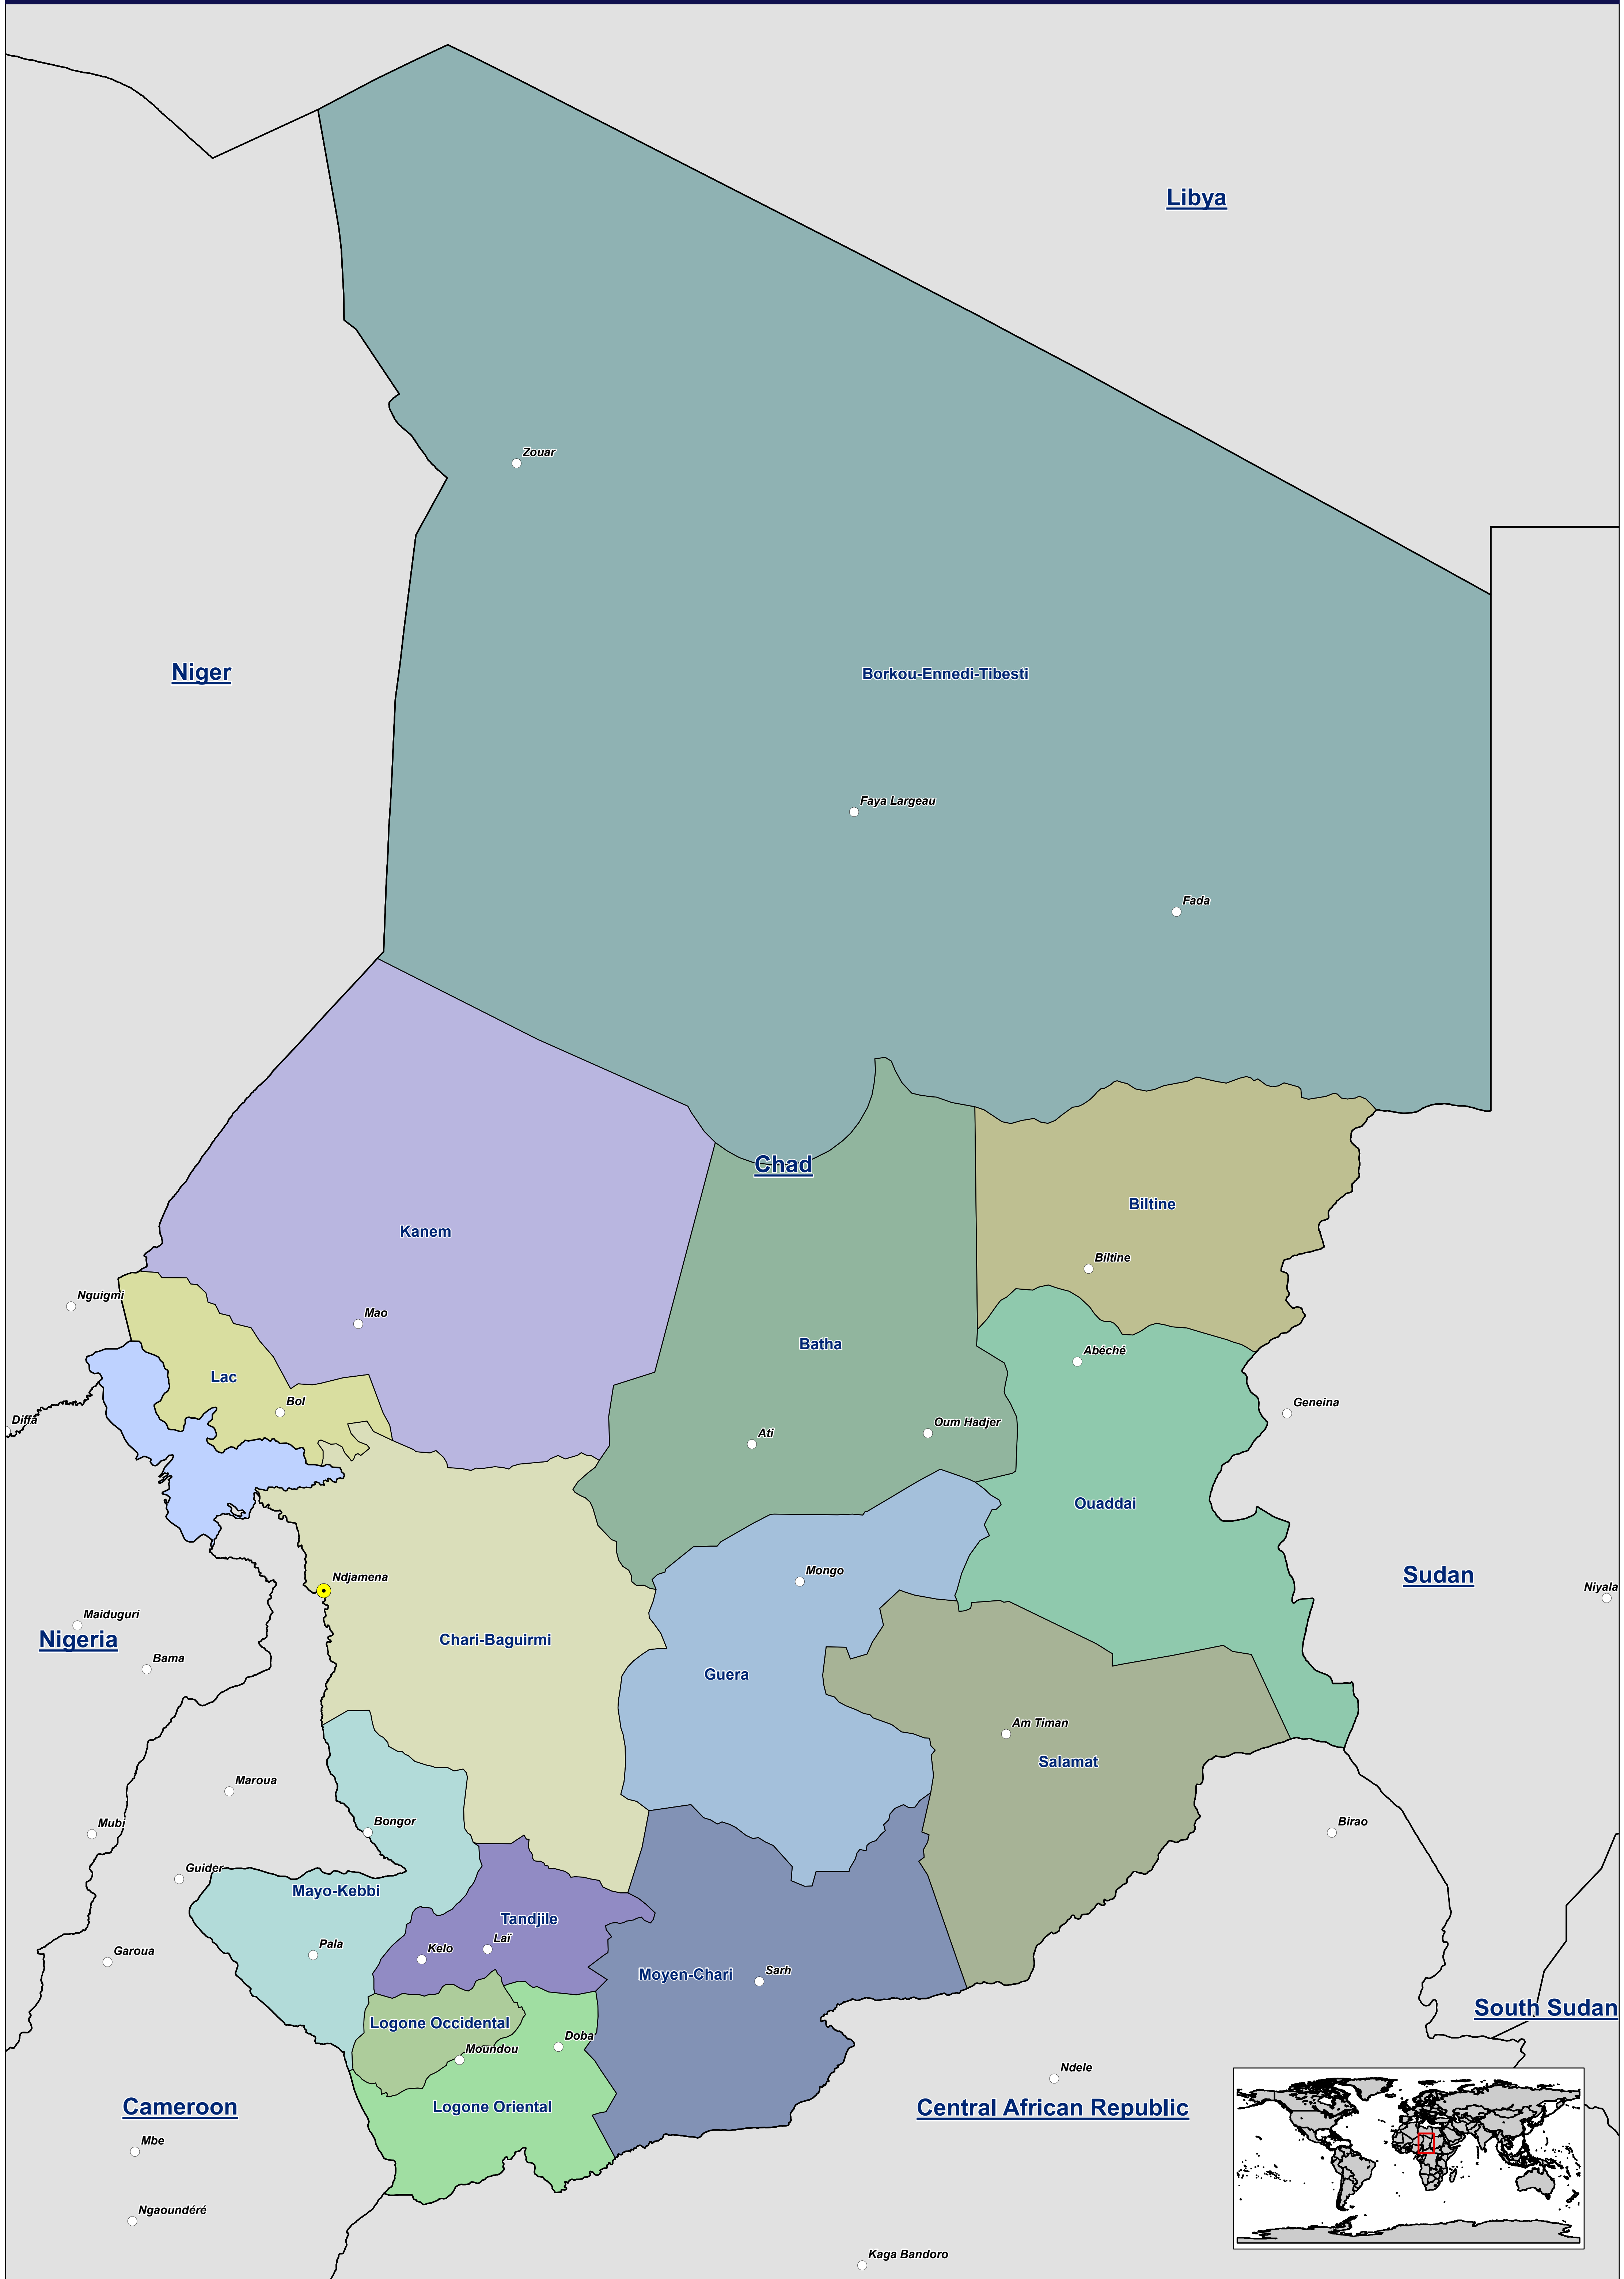 Libya
Zouar
Niger
Borkou-Ennedi-Tibesti
Faya Largeau
Fada
Chad
Biltine
Kanem
Biltine
Nguigmi
Mao
Batha
Abéché
Lac
Bol
Geneina
Diffa
Ati
Oum Hadjer
Ouaddai
Mongo
Sudan
Ndjamena
Niyala
Maiduguri
Nigeria
Chari-Baguirmi
Bama
Guera
Am Timan
Salamat
Maroua
Mubi
Bongor
Birao
Guider
Mayo-Kebbi
Tandjile
Laï
Garoua
Pala
Kelo
Moyen-Chari
Sarh
South Sudan
Logone Occidental
Doba
Moundou
Ndele
Cameroon
Logone Oriental
Central African Republic
Mbe
Ngaoundéré
Kaga Bandoro